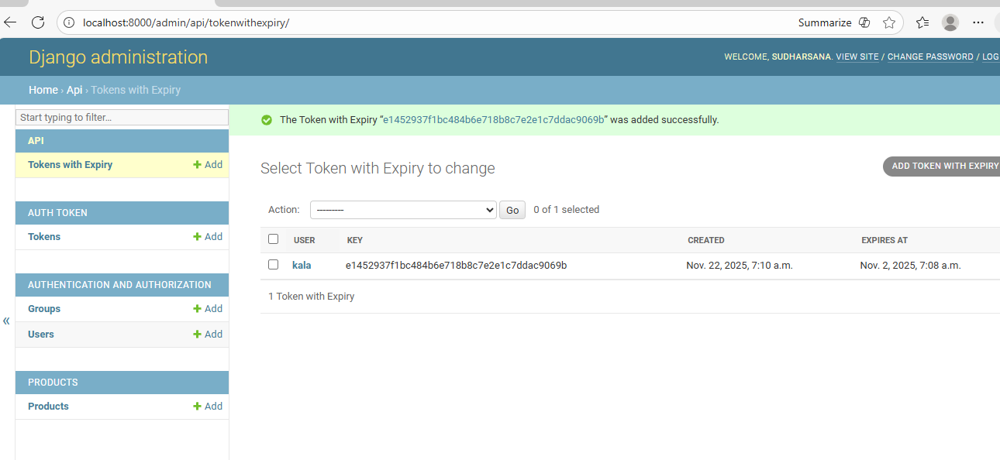 localhost:8000/admin/api/tokenwithexpiry/
Summarize
Django administration
WELCOME, SUDHARSANA. VIEW SITE / CHANGE PASSWORD / LOG
Home › Api › Tokens with Expiry
Start typing to filter...
API
Tokens with Expiry + Add
AUTH TOKEN
Tokens + Add
AUTHENTICATION AND AUTHORIZATION
Groups + Add
Users + Add
PRODUCTS
Products + Add
«
The Token with Expiry “e1452937f1bc484b6e718b8c7e2e1c7ddac9069b” was added successfully.
Select Token with Expiry to change
ADD TOKEN WITH EXPIRY
Action: --------- Go 0 of 1 selected
USER KEY CREATED EXPIRES AT
kala e1452937f1bc484b6e718b8c7e2e1c7ddac9069b Nov. 22, 2025, 7:10 a.m. Nov. 2, 2025, 7:08 a.m.
1 Token with Expiry